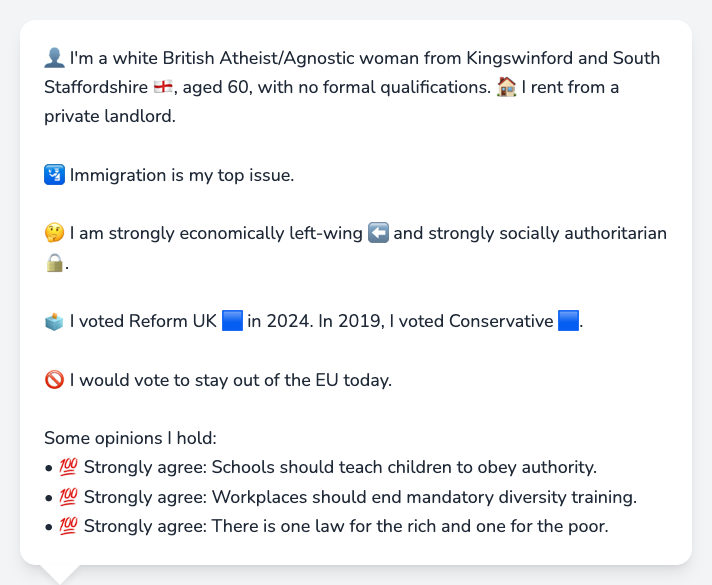 👤 I'm a white British Atheist/Agnostic woman from Kingswinford and South
Staffordshire 🏴󠁧󠁢󠁥󠁮󠁧󠁿, aged 60, with no formal qualifications. 🏠 I rent from a
private landlord.
🛂 Immigration is my top issue.
🤔 I am strongly economically left-wing ⬅️ and strongly socially authoritarian
🔒.
🗳️ I voted Reform UK 🟦 in 2024. In 2019, I voted Conservative 🟦.
🚫 I would vote to stay out of the EU today.
Some opinions I hold:
• 💯 Strongly agree: Schools should teach children to obey authority.
• 💯 Strongly agree: Workplaces should end mandatory diversity training.
• 💯 Strongly agree: There is one law for the rich and one for the poor.